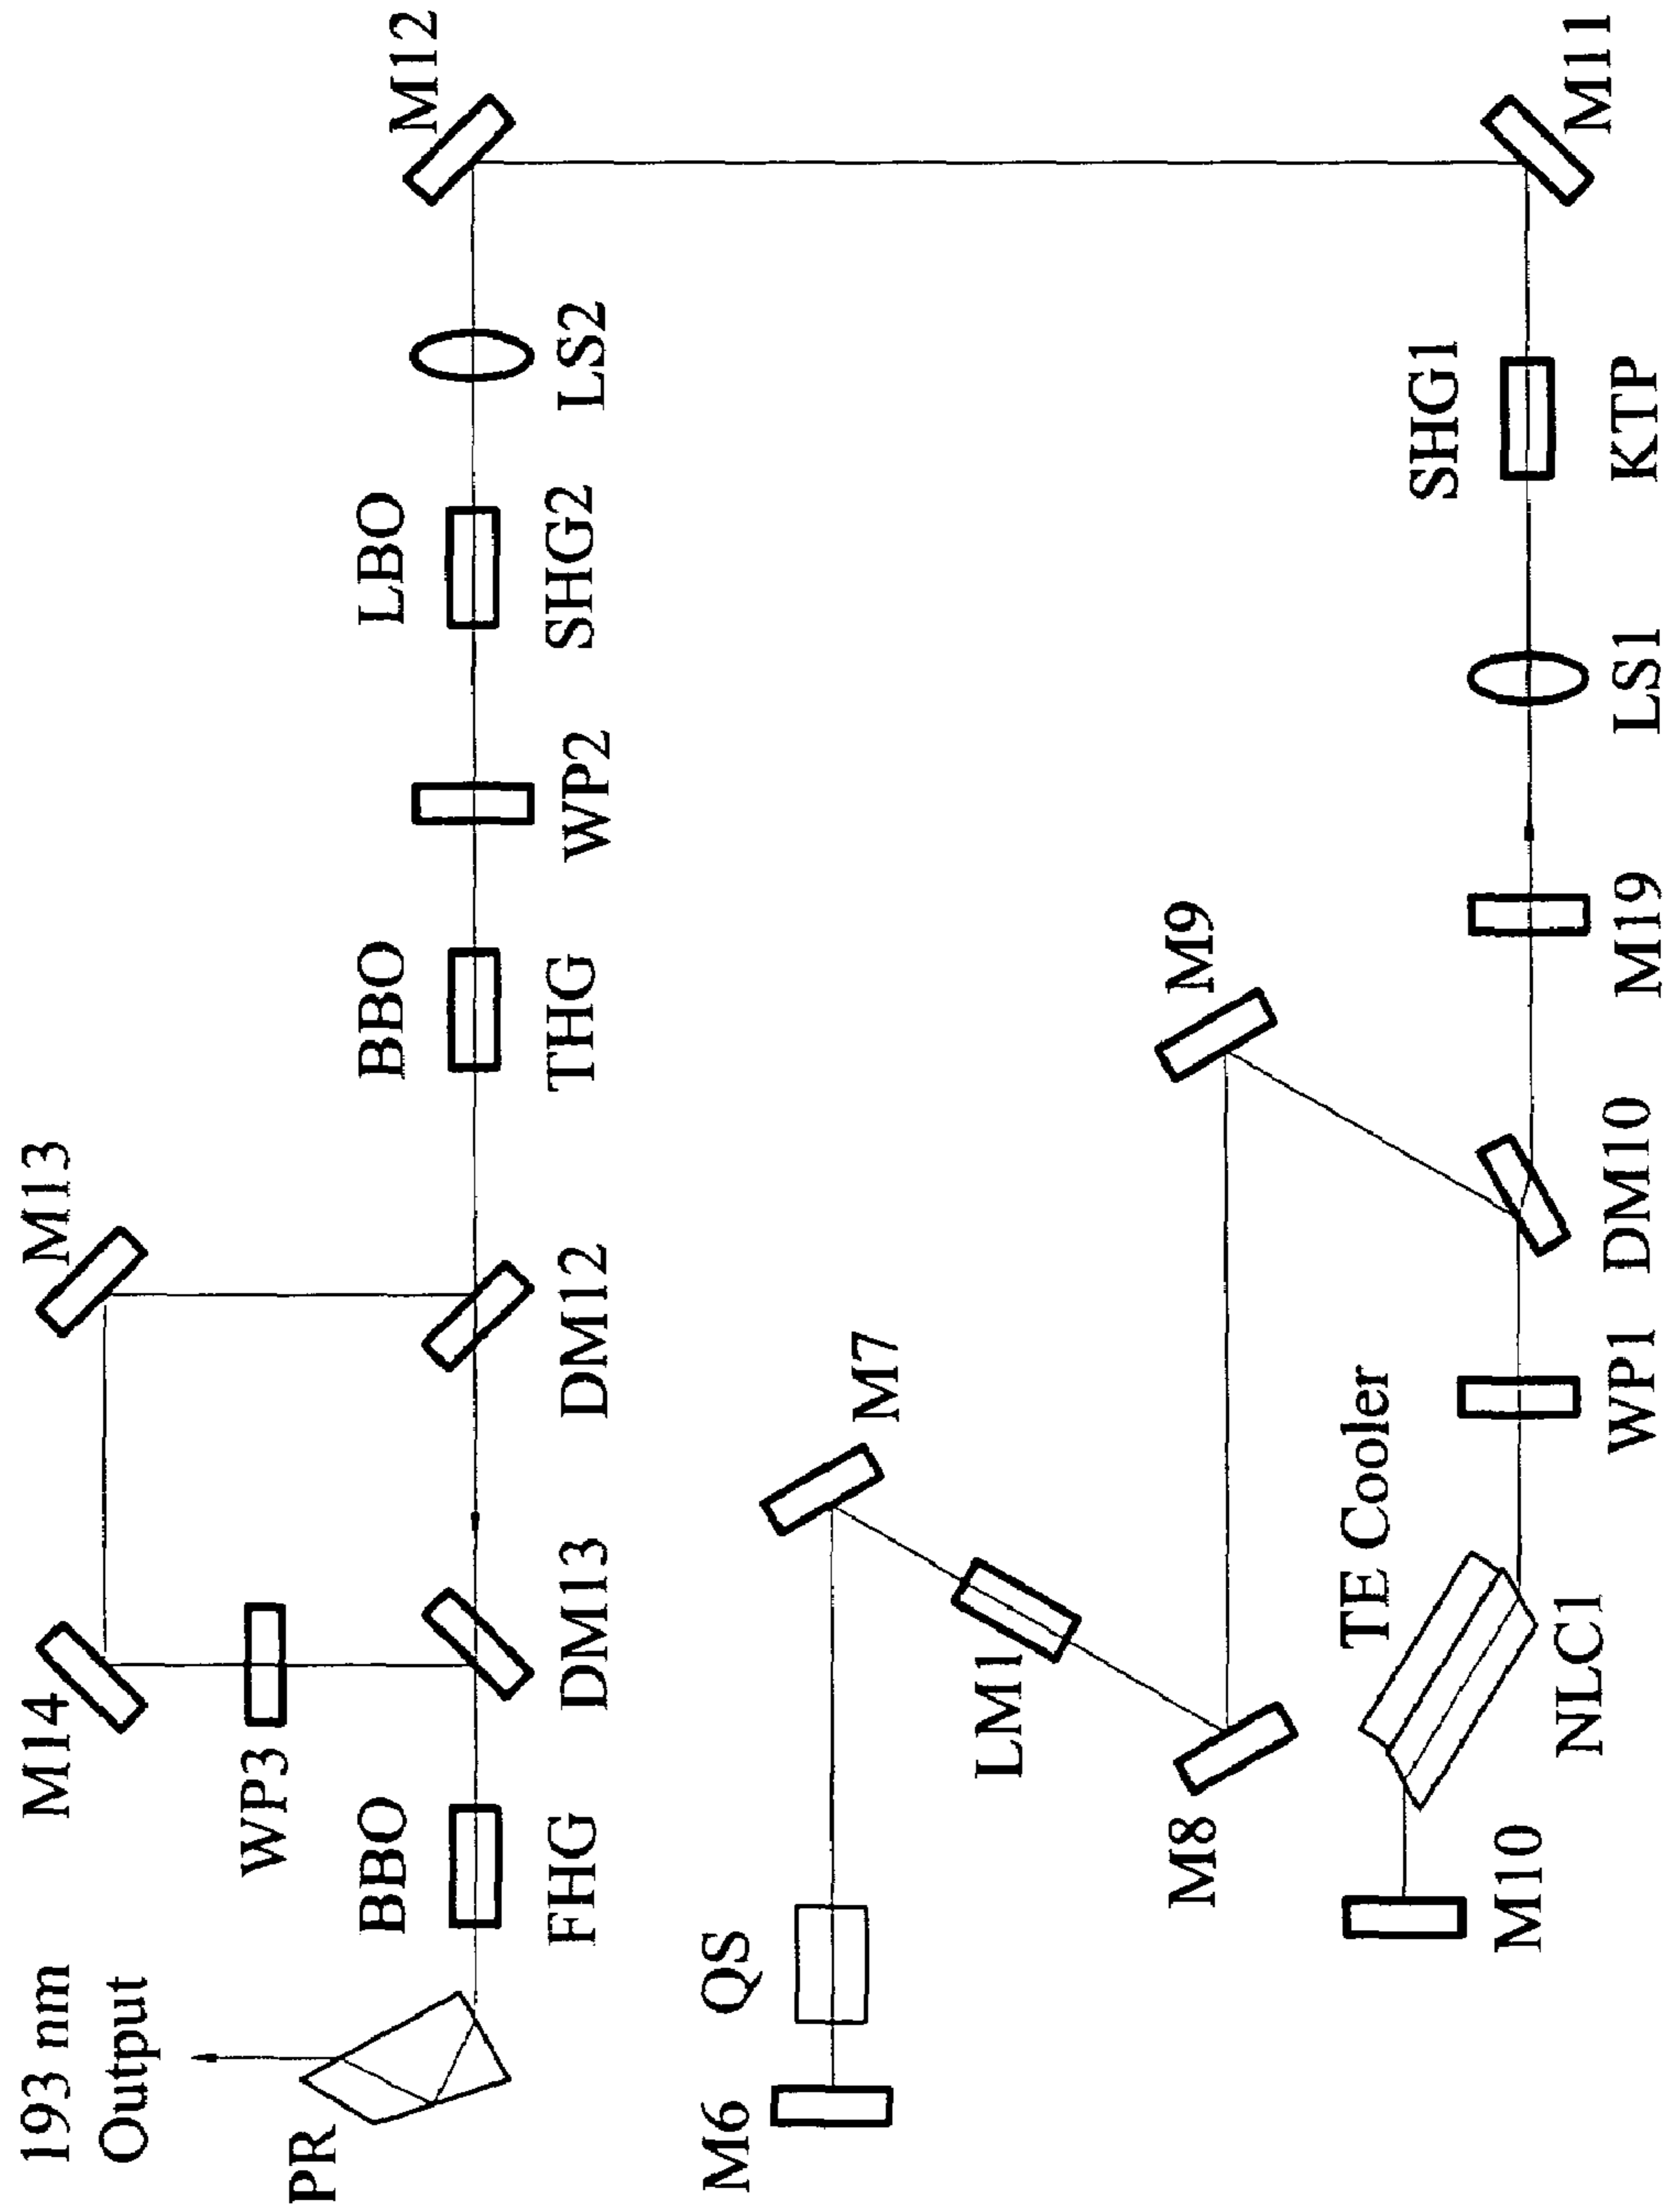 193 nm
Output
PR
BBO
FHG
WP3
M14
M13
DM13
DM12
BBO
THG
WP2
LBO
SHG2
LS2
M12
M6
QS
M7
LM1
M8
M9
M10
TE Cooler
NLC1
WP1
DM10
M19
LS1
SHG1
KTP
M11